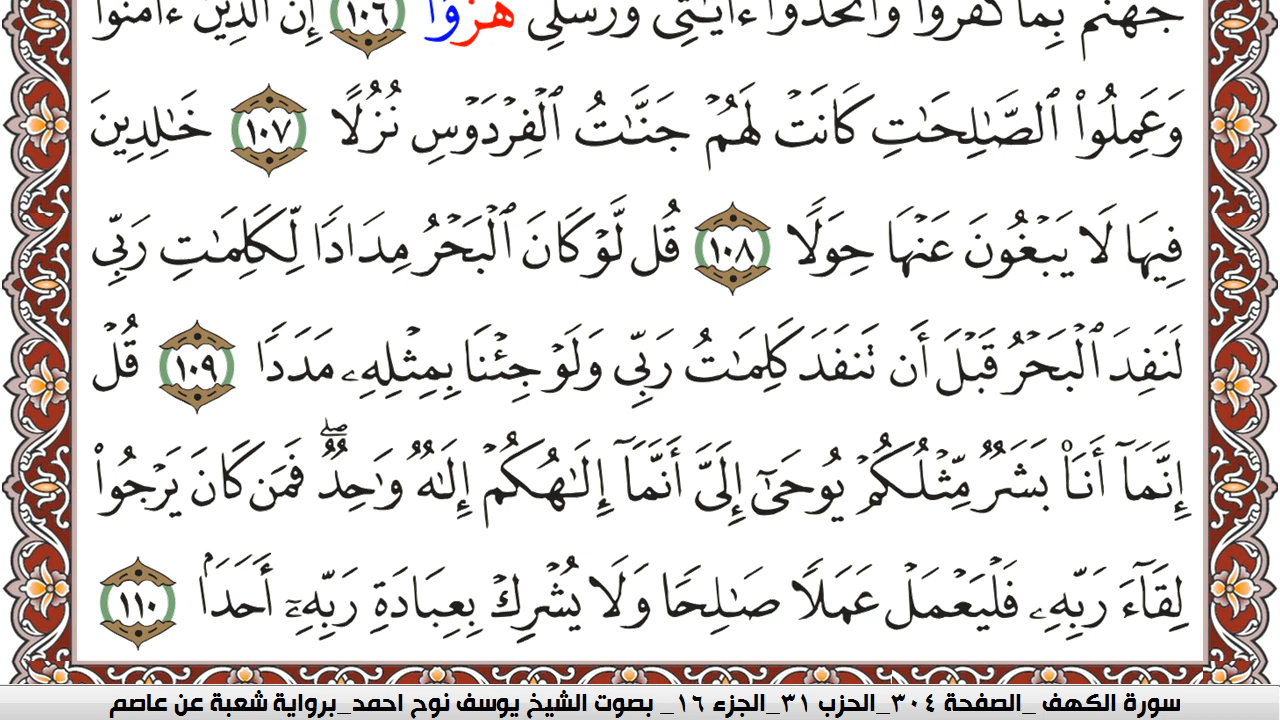 جَهَنَّمُ بِمَا كَفَرُوا۟ وَٱتَّخَذُوٓا۟ ءَايَـٰتِى وَرُسُلِى هُزُؤًا ١٠٦ إِنَّ ٱلَّذِينَ ءَامَنُوا۟
وَعَمِلُوا۟ ٱلصَّـٰلِحَـٰتِ كَانَتْ لَهُمْ جَنَّـٰتُ ٱلْفِرْدَوْسِ نُزُلًا ١٠٧ خَـٰلِدِينَ
فِيهَا لَا يَبْغُونَ عَنْهَا حِوَلًا ١٠٨ قُل لَّوْ كَانَ ٱلْبَحْرُ مِدَادًا لِّكَلِمَـٰتِ رَبِّى
لَنَفِدَ ٱلْبَحْرُ قَبْلَ أَن تَنفَدَ كَلِمَـٰتُ رَبِّى وَلَوْ جِئْنَا بِمِثْلِهِۦ مَدَدًا ١٠٩ قُلْ
إِنَّمَآ أَنَا۠ بَشَرٌ مِّثْلُكُمْ يُوحَىٰٓ إِلَىَّ أَنَّمَآ إِلَـٰهُكُمْ إِلَـٰهٌ وَٰحِدٌ ۖ فَمَن كَانَ يَرْجُوا۟
لِقَآءَ رَبِّهِۦ فَلْيَعْمَلْ عَمَلًا صَـٰلِحًا وَلَا يُشْرِكْ بِعِبَادَةِ رَبِّهِۦٓ أَحَدًۢا ١١٠
سورة الكهف _الصفحة ٣٠٤_الحزب ٣١_الجزء ١٦_ بصوت الشيخ يوسف نوح احمد_برواية شعبة عن عاصم